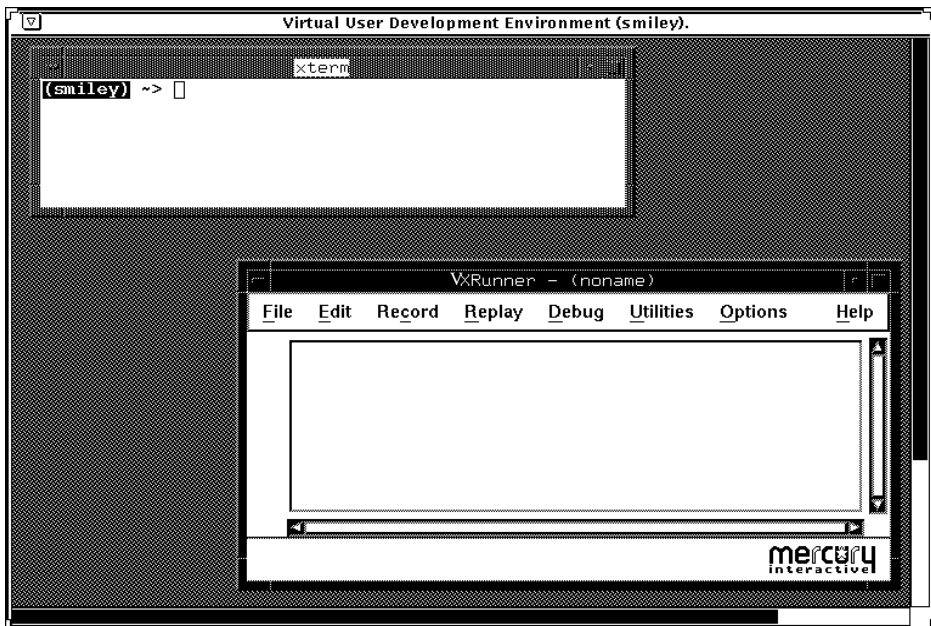 Virtual User Development Environment (smiley).
xterm
(smiley) ~>
VXRunner - (noname)
File Edit Record Replay Debug Utilities Options Help
mercury
interactive